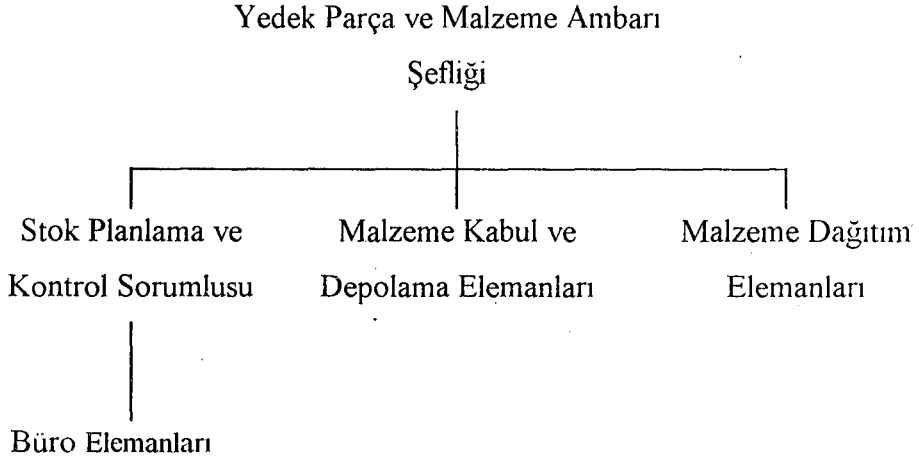 Yedek Parça ve Malzeme Ambarı
Şefliği
Stok Planlama ve
Kontrol Sorumlusu
Malzeme Kabul ve
Depolama Elemanları
Malzeme Dağıtım
Elemanları
Büro Elemanları